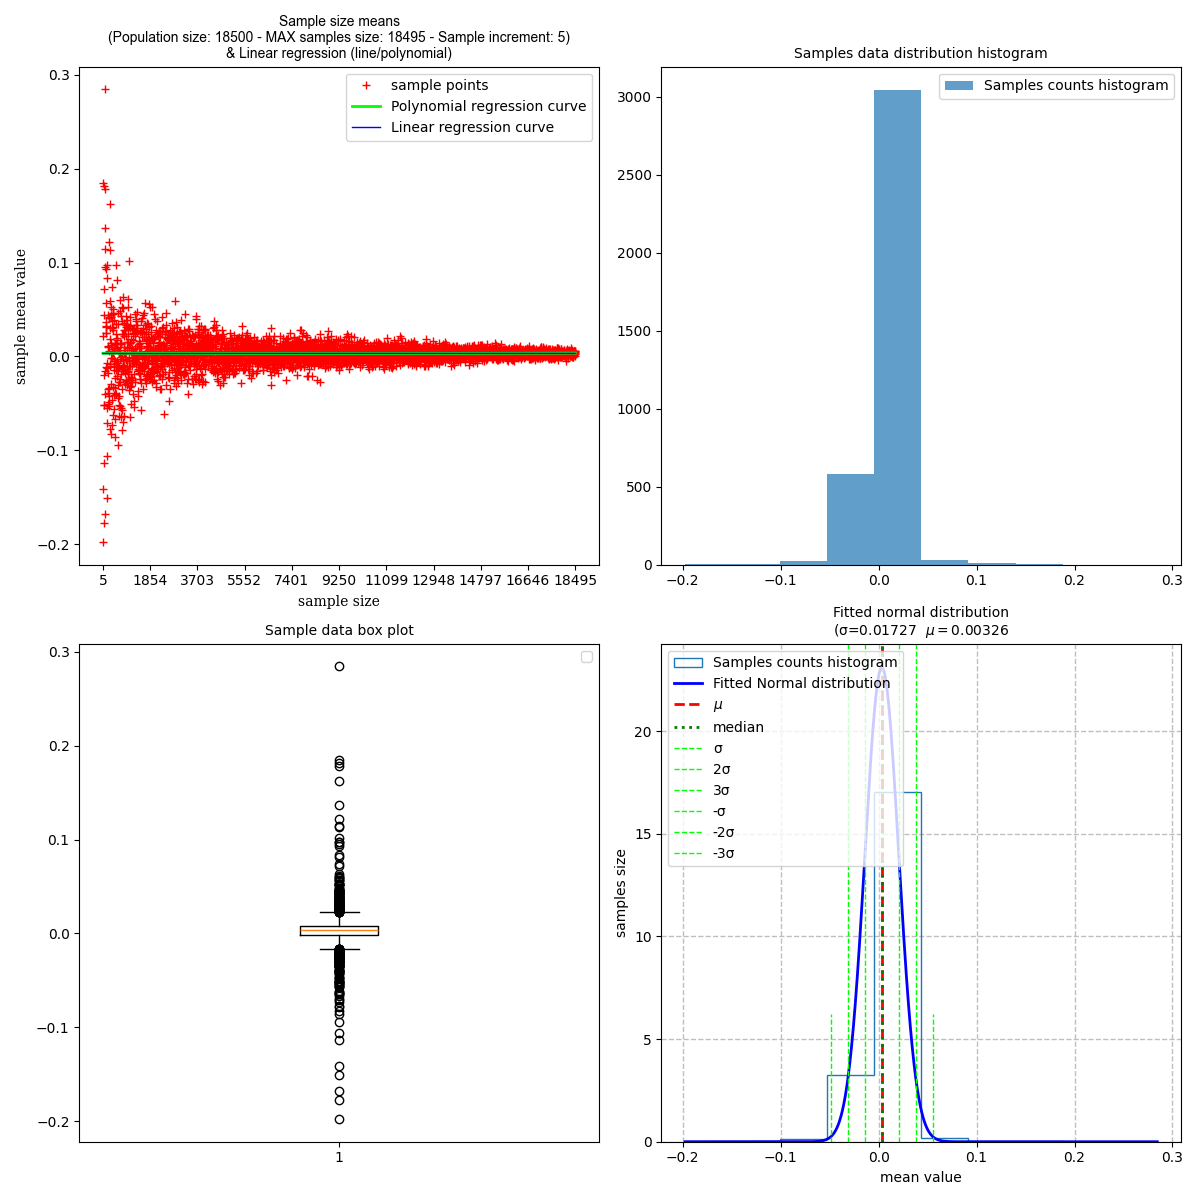 Sample size means
(Population size: 18500 - MAX samples size: 18495 - Sample increment: 5)
& Linear regression (line/polynomial)
0.3
0.2
0.1
0.0
−0.1
−0.2
sample mean value
sample points
Polynomial regression curve
Linear regression curve
5 1854 3703 5552 7401 9250 11099 12948 14797 16646 18495
sample size
Samples data distribution histogram
3000
2500
2000
1500
1000
500
0
Samples counts histogram
−0.2 −0.1 0.0 0.1 0.2 0.3
Sample data box plot
0.3
0.2
0.1
0.0
−0.1
−0.2
1
Fitted normal distribution
(σ=0.01727 μ = 0.00326
20
15
10
5
0
samples size
Samples counts histogram
Fitted Normal distribution
μ
median
σ
2σ
3σ
-σ
-2σ
-3σ
−0.2 −0.1 0.0 0.1 0.2 0.3
mean value